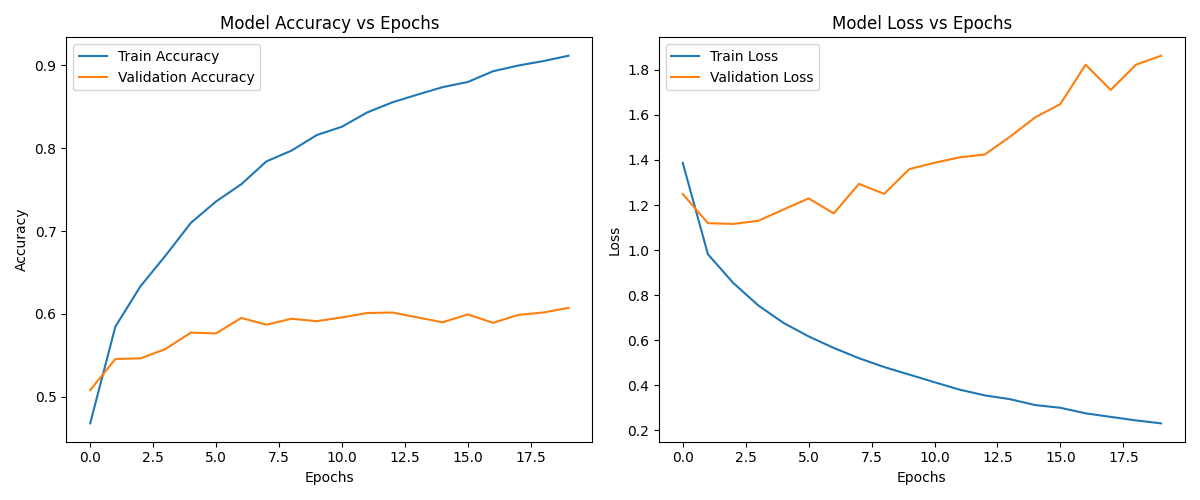 Model Accuracy vs Epochs
Train Accuracy
Validation Accuracy
Accuracy
0.9
0.8
0.7
0.6
0.5
0.0 2.5 5.0 7.5 10.0 12.5 15.0 17.5
Epochs
Model Loss vs Epochs
Train Loss
Validation Loss
Loss
1.8
1.6
1.4
1.2
1.0
0.8
0.6
0.4
0.2
0.0 2.5 5.0 7.5 10.0 12.5 15.0 17.5
Epochs